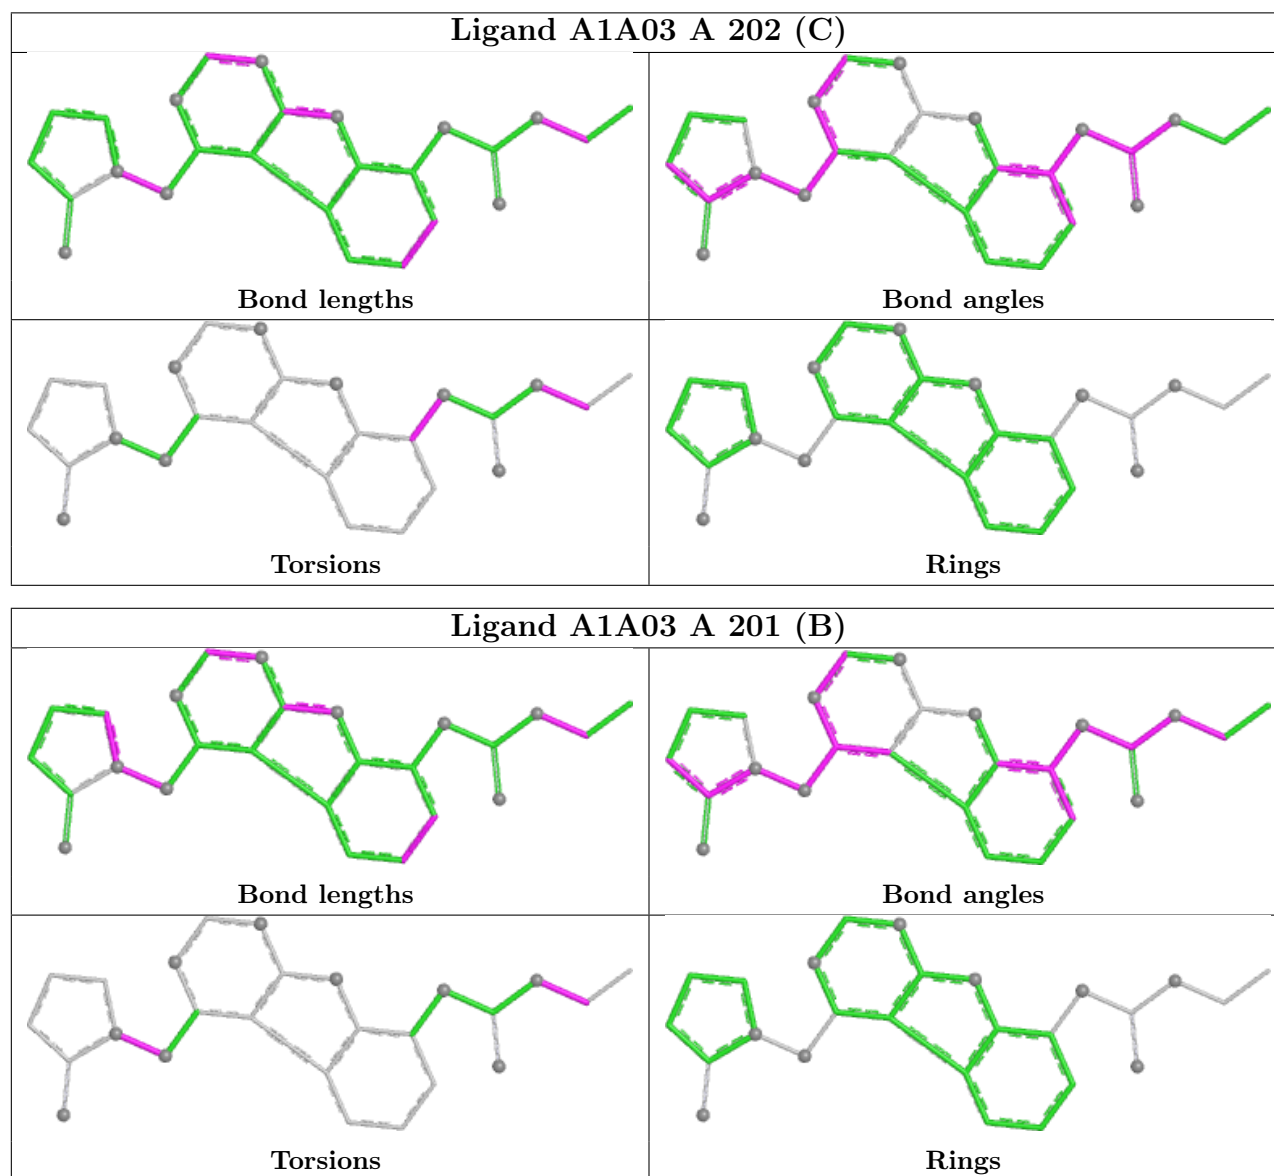 Ligand A1A03 A 202 (C)
Bond lengths
Bond angles
Torsions
Rings
Ligand A1A03 A 201 (B)
Bond lengths
Bond angles
Torsions
Rings